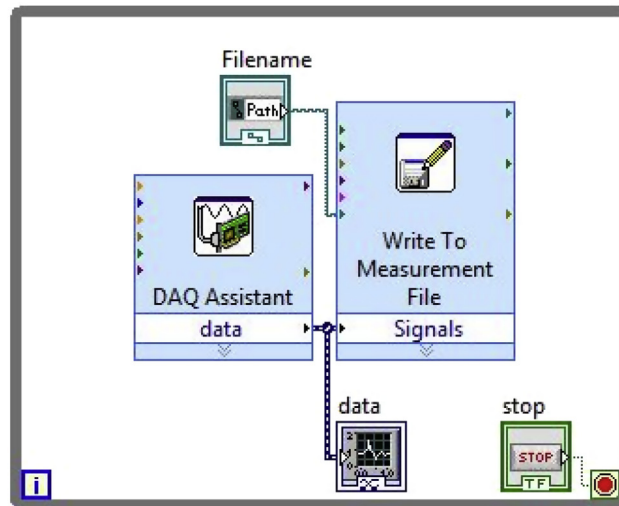 Filename
Path
Write To
Measurement
File
DAQ Assistant
data
Signals
data
stop
STOP
TF
i